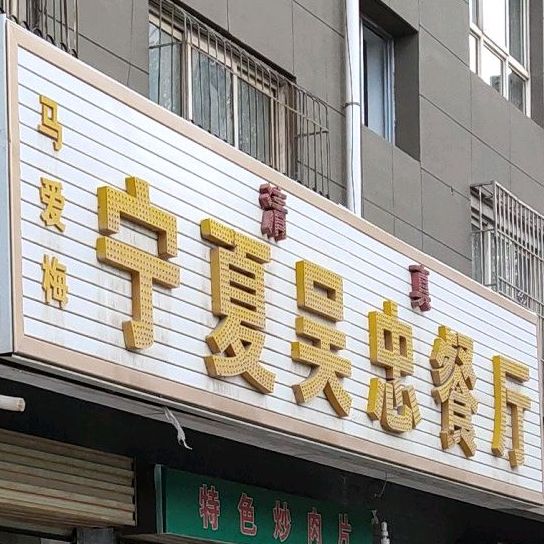 马爱梅
清真
宁夏吴忠餐厅
特色炒肉片